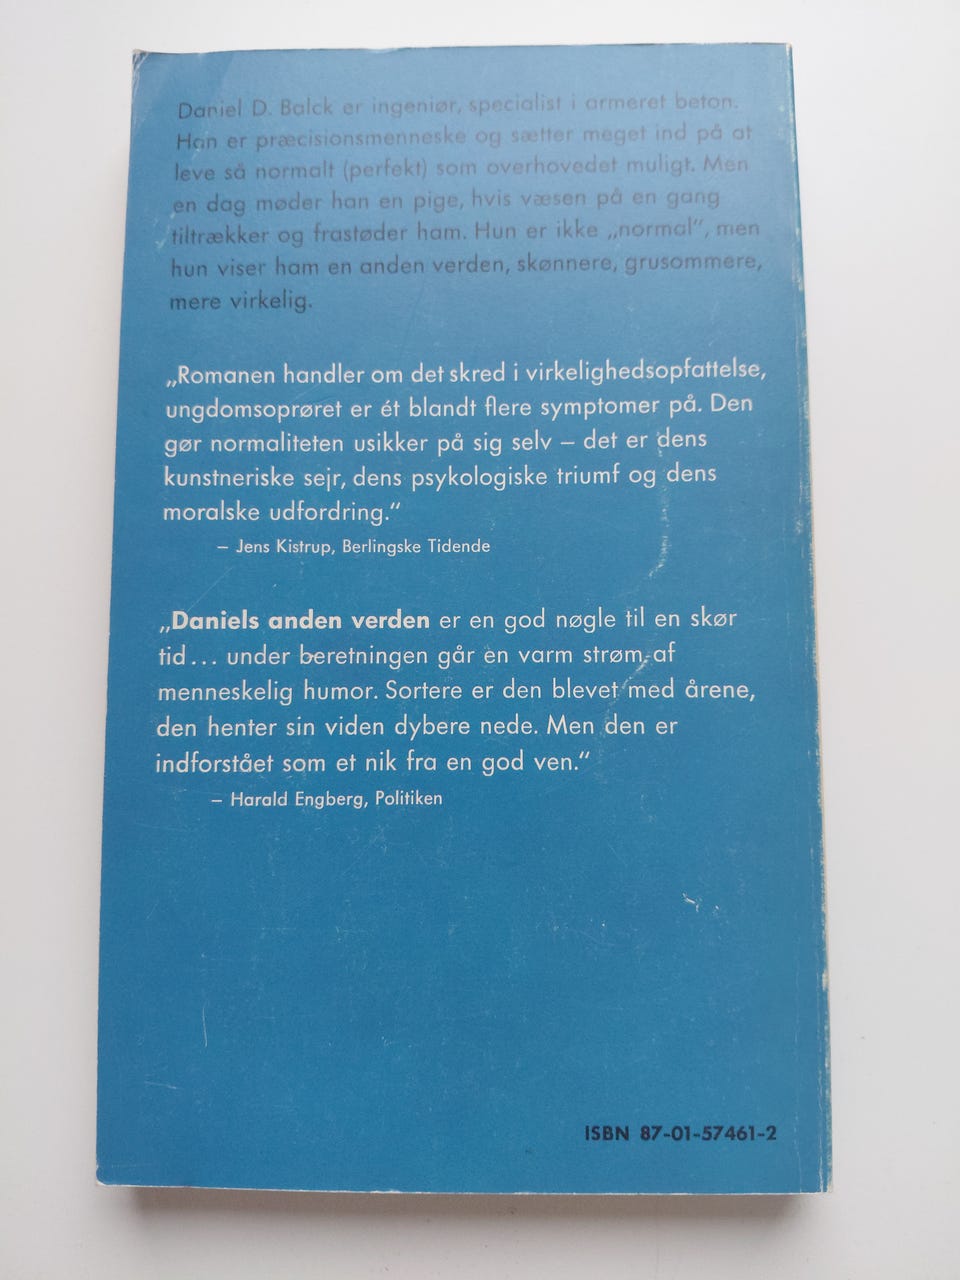 Daniel D. Balck er ingeniør, specialist i armeret beton.
Han er præcisionsmenneske og sætter meget ind på at
leve så normalt (perfekt) som overhovedet muligt. Men
en dag møder han en pige, hvis væsen på en gang
tiltrækker og frastøder ham. Hun er ikke „normal“, men
hun viser ham en anden verden, skønnere, grusommere,
mere virkelig.
„Romanen handler om det skred i virkelighedsopfattelse,
ungdomsoprøret er ét blandt flere symptomer på. Den
gør normaliteten usikker på sig selv – det er dens
kunstneriske sejr, dens psykologiske triumf og dens
moralske udfordring.“
– Jens Kistrup, Berlingske Tidende
„Daniels anden verden er en god nøgle til en skør
tid... under beretningen går en varm strøm af
menneskelig humor. Sortere er den blevet med årene,
den henter sin viden dybere nede. Men den er
indforstået som et nik fra en god ven.“
– Harald Engberg, Politiken
ISBN 87-01-57461-2